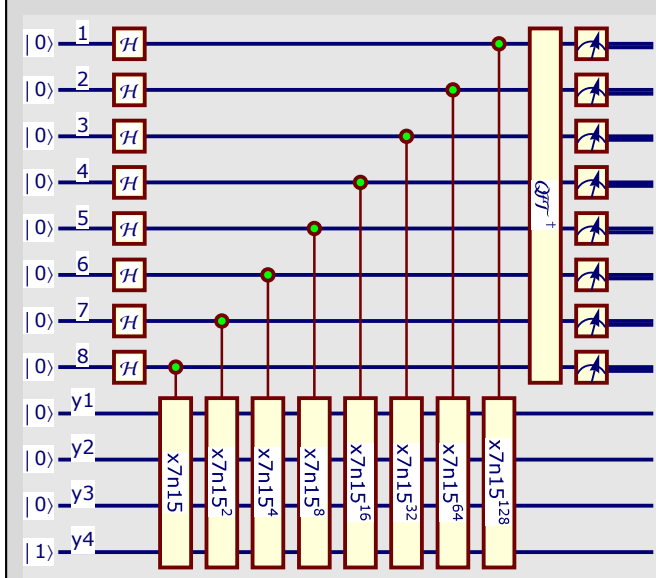 |0⟩ 1 ℋ
|0⟩ 2 ℋ
|0⟩ 3 ℋ
|0⟩ 4 ℋ
|0⟩ 5 ℋ
|0⟩ 6 ℋ
|0⟩ 7 ℋ
|0⟩ 8 ℋ
QFT†
|0⟩ y1
|0⟩ y2
|0⟩ y3
|1⟩ y4
x7n15
x7n15²
x7n15⁴
x7n15⁸
x7n15¹⁶
x7n15³²
x7n15⁶⁴
x7n15¹²⁸